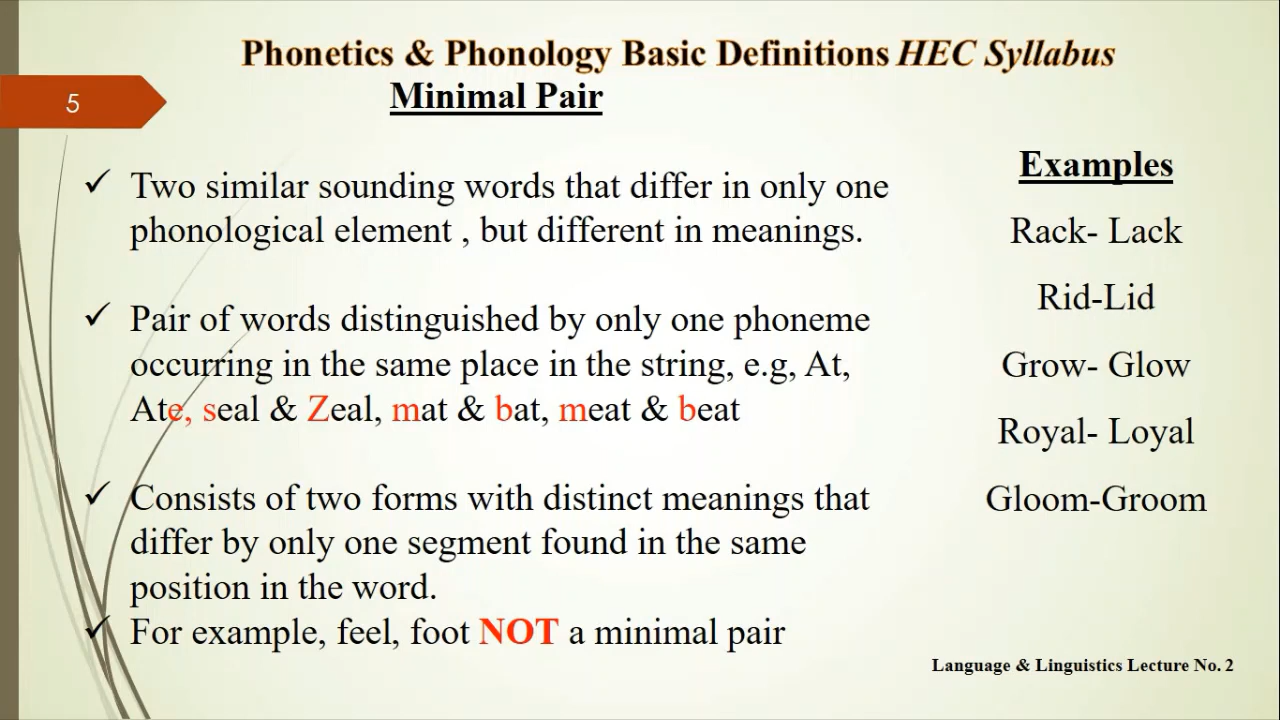 Phonetics & Phonology Basic Definitions HEC Syllabus
Minimal Pair
5
✓ Two similar sounding words that differ in only one
phonological element , but different in meanings.
✓ Pair of words distinguished by only one phoneme
occurring in the same place in the string, e.g, At,
Ate, seal & Zeal, mat & bat, meat & beat
✓ Consists of two forms with distinct meanings that
differ by only one segment found in the same
position in the word.
✓ For example, feel, foot NOT a minimal pair
Examples
Rack- Lack
Rid-Lid
Grow- Glow
Royal- Loyal
Gloom-Groom
Language & Linguistics Lecture No. 2